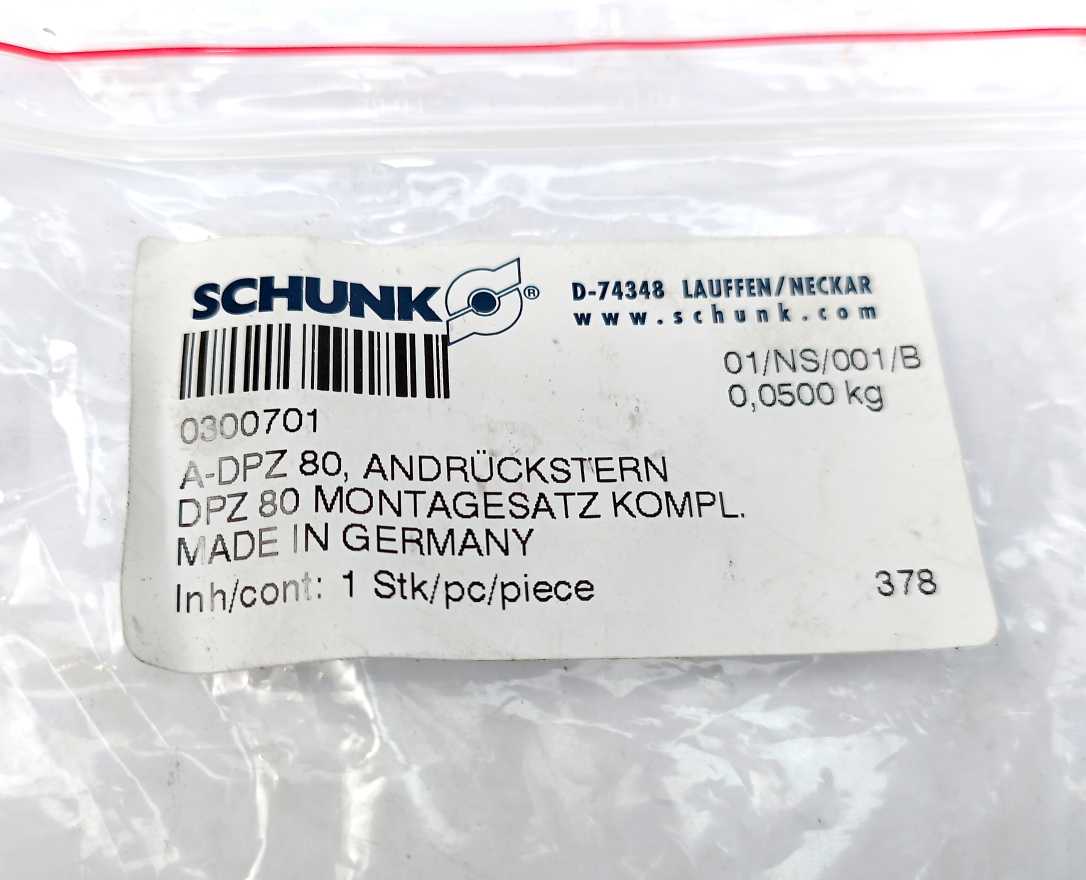 SCHUNK ®
D-74348 LAUFFEN/NECKAR
www.schunk.com
01/NS/001/B
0,0500 kg
0300701
A-DPZ 80, ANDRÜCKSTERN
DPZ 80 MONTAGESATZ KOMPL.
MADE IN GERMANY
Inh/cont: 1 Stk/pc/piece
378